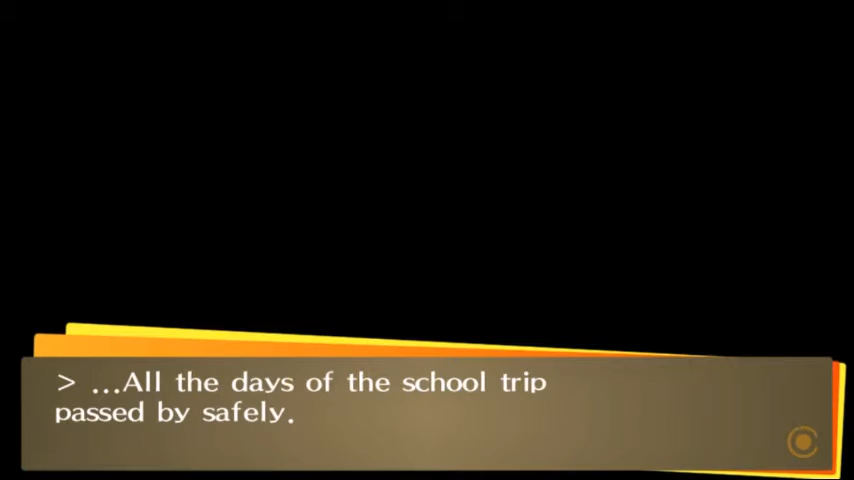 > ...All the days of the school trip
passed by safely.